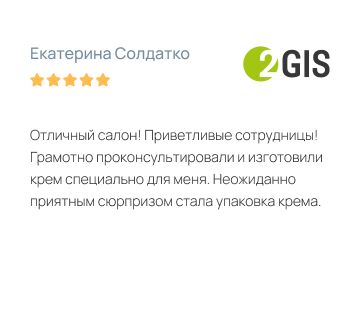 Екатерина Солдатко
2GIS
Отличный салон! Приветливые сотрудницы!
Грамотно проконсультировали и изготовили
крем специально для меня. Неожиданно
приятным сюрпризом стала упаковка крема.